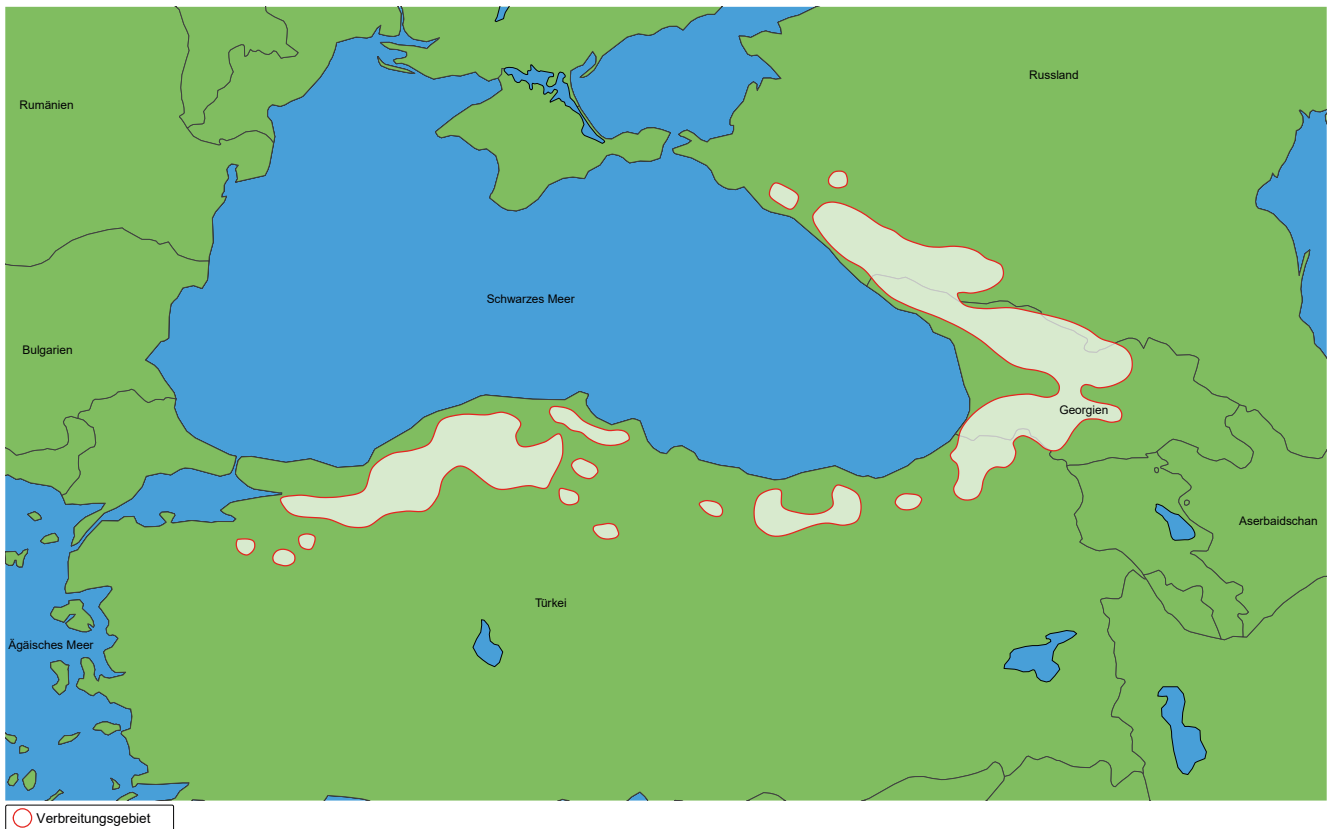 Russland
Rumänien
Schwarzes Meer
Bulgarien
Georgien
Aserbaidschan
Türkei
Ägäisches Meer
Verbreitungsgebiet